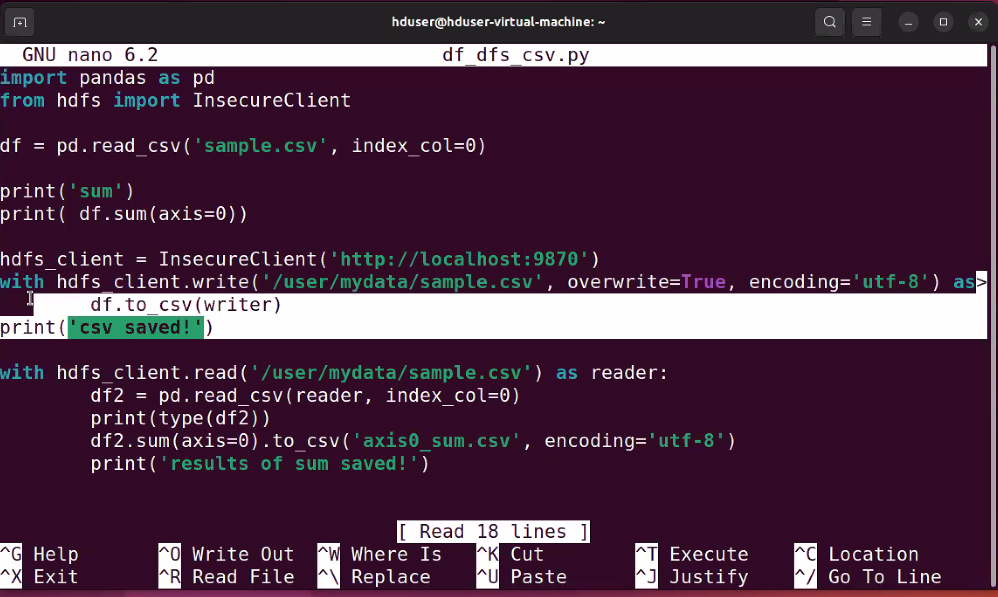 hduser@hduser-virtual-machine: ~
GNU nano 6.2 df_dfs_csv.py
import pandas as pd
from hdfs import InsecureClient
df = pd.read_csv('sample.csv', index_col=0)
print('sum')
print( df.sum(axis=0))
hdfs_client = InsecureClient('http://localhost:9870')
with hdfs_client.write('/user/mydata/sample.csv', overwrite=True, encoding='utf-8') as>
df.to_csv(writer)
print('csv saved!')
with hdfs_client.read('/user/mydata/sample.csv') as reader:
df2 = pd.read_csv(reader, index_col=0)
print(type(df2))
df2.sum(axis=0).to_csv('axis0_sum.csv', encoding='utf-8')
print('results of sum saved!')
[ Read 18 lines ]
^G Help ^O Write Out ^W Where Is ^K Cut ^T Execute ^C Location
^X Exit ^R Read File ^\ Replace ^U Paste ^J Justify ^/ Go To Line